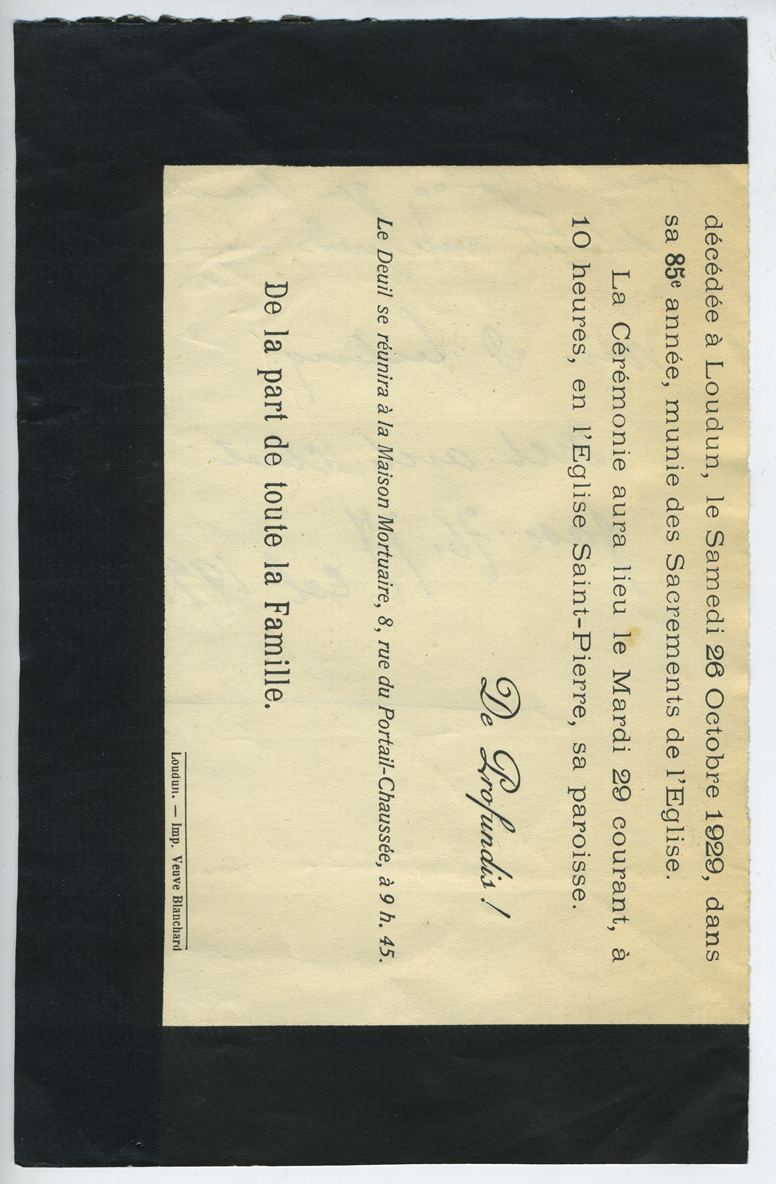 décédée à Loudun, le Samedi 26 Octobre 1929, dans
sa 85e année, munie des Sacrements de l'Eglise.
La Cérémonie aura lieu le Mardi 29 courant, à
10 heures, en l'Eglise Saint-Pierre, sa paroisse.
De Profundis !
Le Deuil se réunira à la Maison Mortuaire, 8, rue du Portail-Chaussée, à 9 h. 45.
De la part de toute la Famille.
Loudun. — Imp. Veuve Blanchard